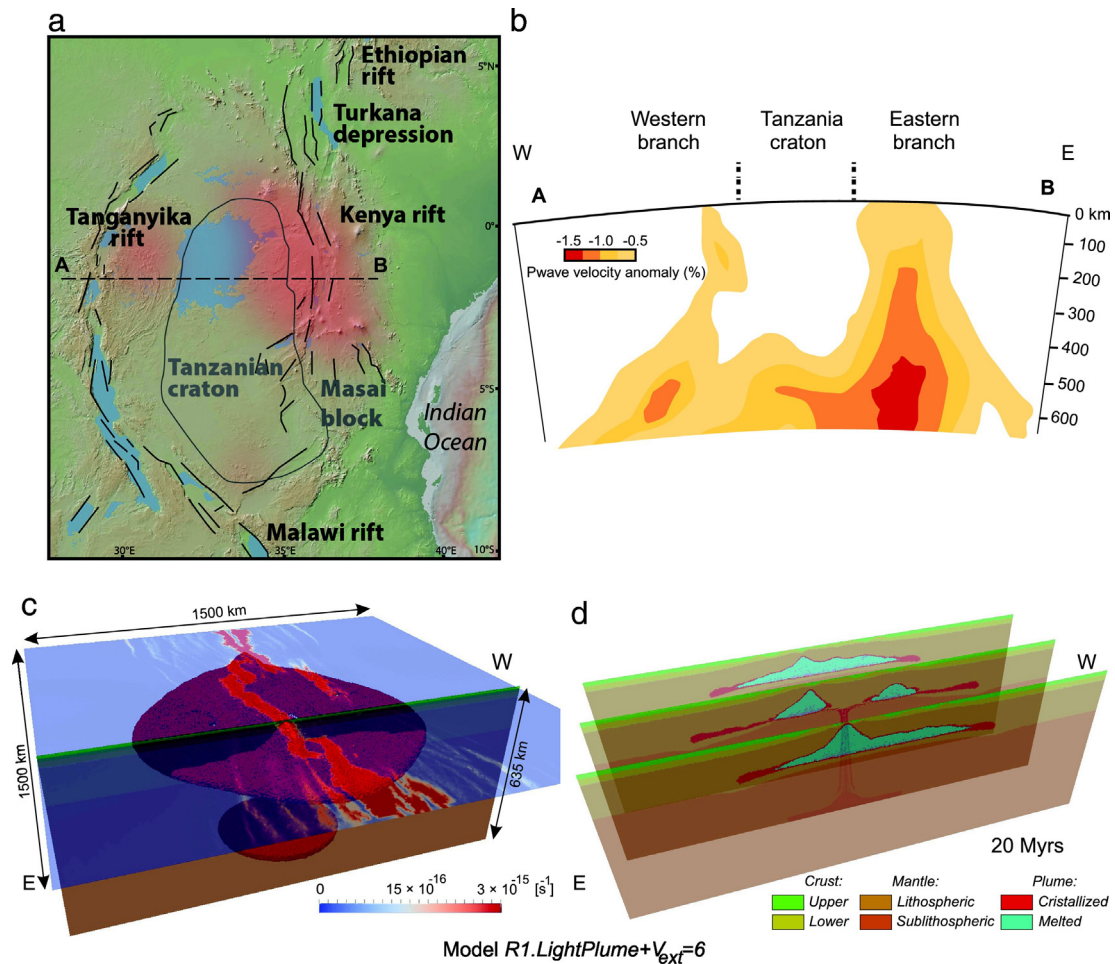 a
Ethiopian
rift
5°N
Turkana
depression
Tanganyika
rift
Kenya rift
0°
A
B
Tanzanian
craton
Masai
block
5°S
Indian
Ocean
Malawi rift
30°E
35°E
40°E
10°S
b
Western
branch
Tanzania
craton
Eastern
branch
W
E
A
B
0 km
100
200
300
400
500
600
-1.5 -1.0 -0.5
Pwave velocity anomaly (%)
c
1500 km
W
1500 km
635 km
E
0 15 × 10⁻¹⁶ 3 × 10⁻¹⁵ [s⁻¹]
d
W
20 Myrs
E
Crust: Mantle: Plume:
Upper Lithospheric Cristallized
Lower Sublithospheric Melted
Model R1.LightPlume+Vext=6